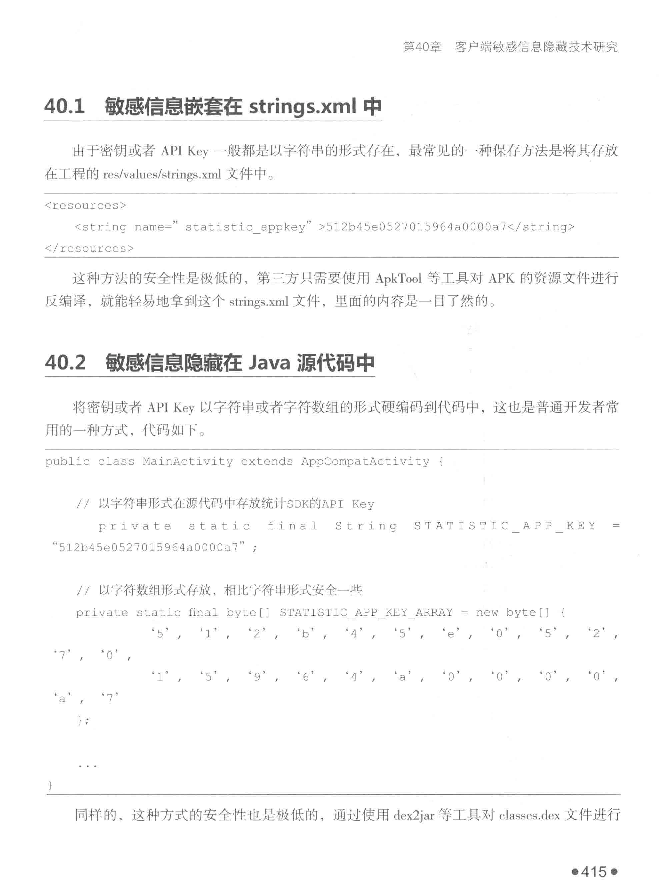 第40章 客户端敏感信息隐藏技术研究
40.1 敏感信息嵌套在 strings.xml 中
由于密钥或者 API Key 一般都是以字符串的形式存在，最常见的一种保存方法是将其存放
在工程的 res/values/strings.xml 文件中。
<resources>
<string name=”statistic_appkey”>512b45e0527015964a0000a7</string>
</resources>
这种方法的安全性是极低的，第三方只需要使用 ApkTool 等工具对 APK 的资源文件进行
反编译，就能轻易地拿到这个 strings.xml 文件，里面的内容是一目了然的。
40.2 敏感信息隐藏在 Java 源代码中
将密钥或者 API Key 以字符串或者字符数组的形式硬编码到代码中，这也是普通开发者常
用的一种方式，代码如下。
public class MainActivity extends AppCompatActivity {
// 以字符串形式在源代码中存放统计SDK的API Key
private static final String STATISTIC_APP_KEY =
“512b45e0527015964a0000a7”;
// 以字符数组形式存放，相比字符串形式安全一些
private static final byte[] STATISTIC_APP_KEY_ARRAY = new byte[] {
‘5’, ‘1’, ‘2’, ‘b’, ‘4’, ‘5’, ‘e’, ‘0’, ‘5’, ‘2’,
‘7’, ‘0’,
‘1’, ‘5’, ‘9’, ‘6’, ‘4’, ‘a’, ‘0’, ‘0’, ‘0’, ‘0’,
‘a’, ‘7’
};
...
}
同样的，这种方式的安全性也是极低的，通过使用 dex2jar 等工具对 classes.dex 文件进行
●415●